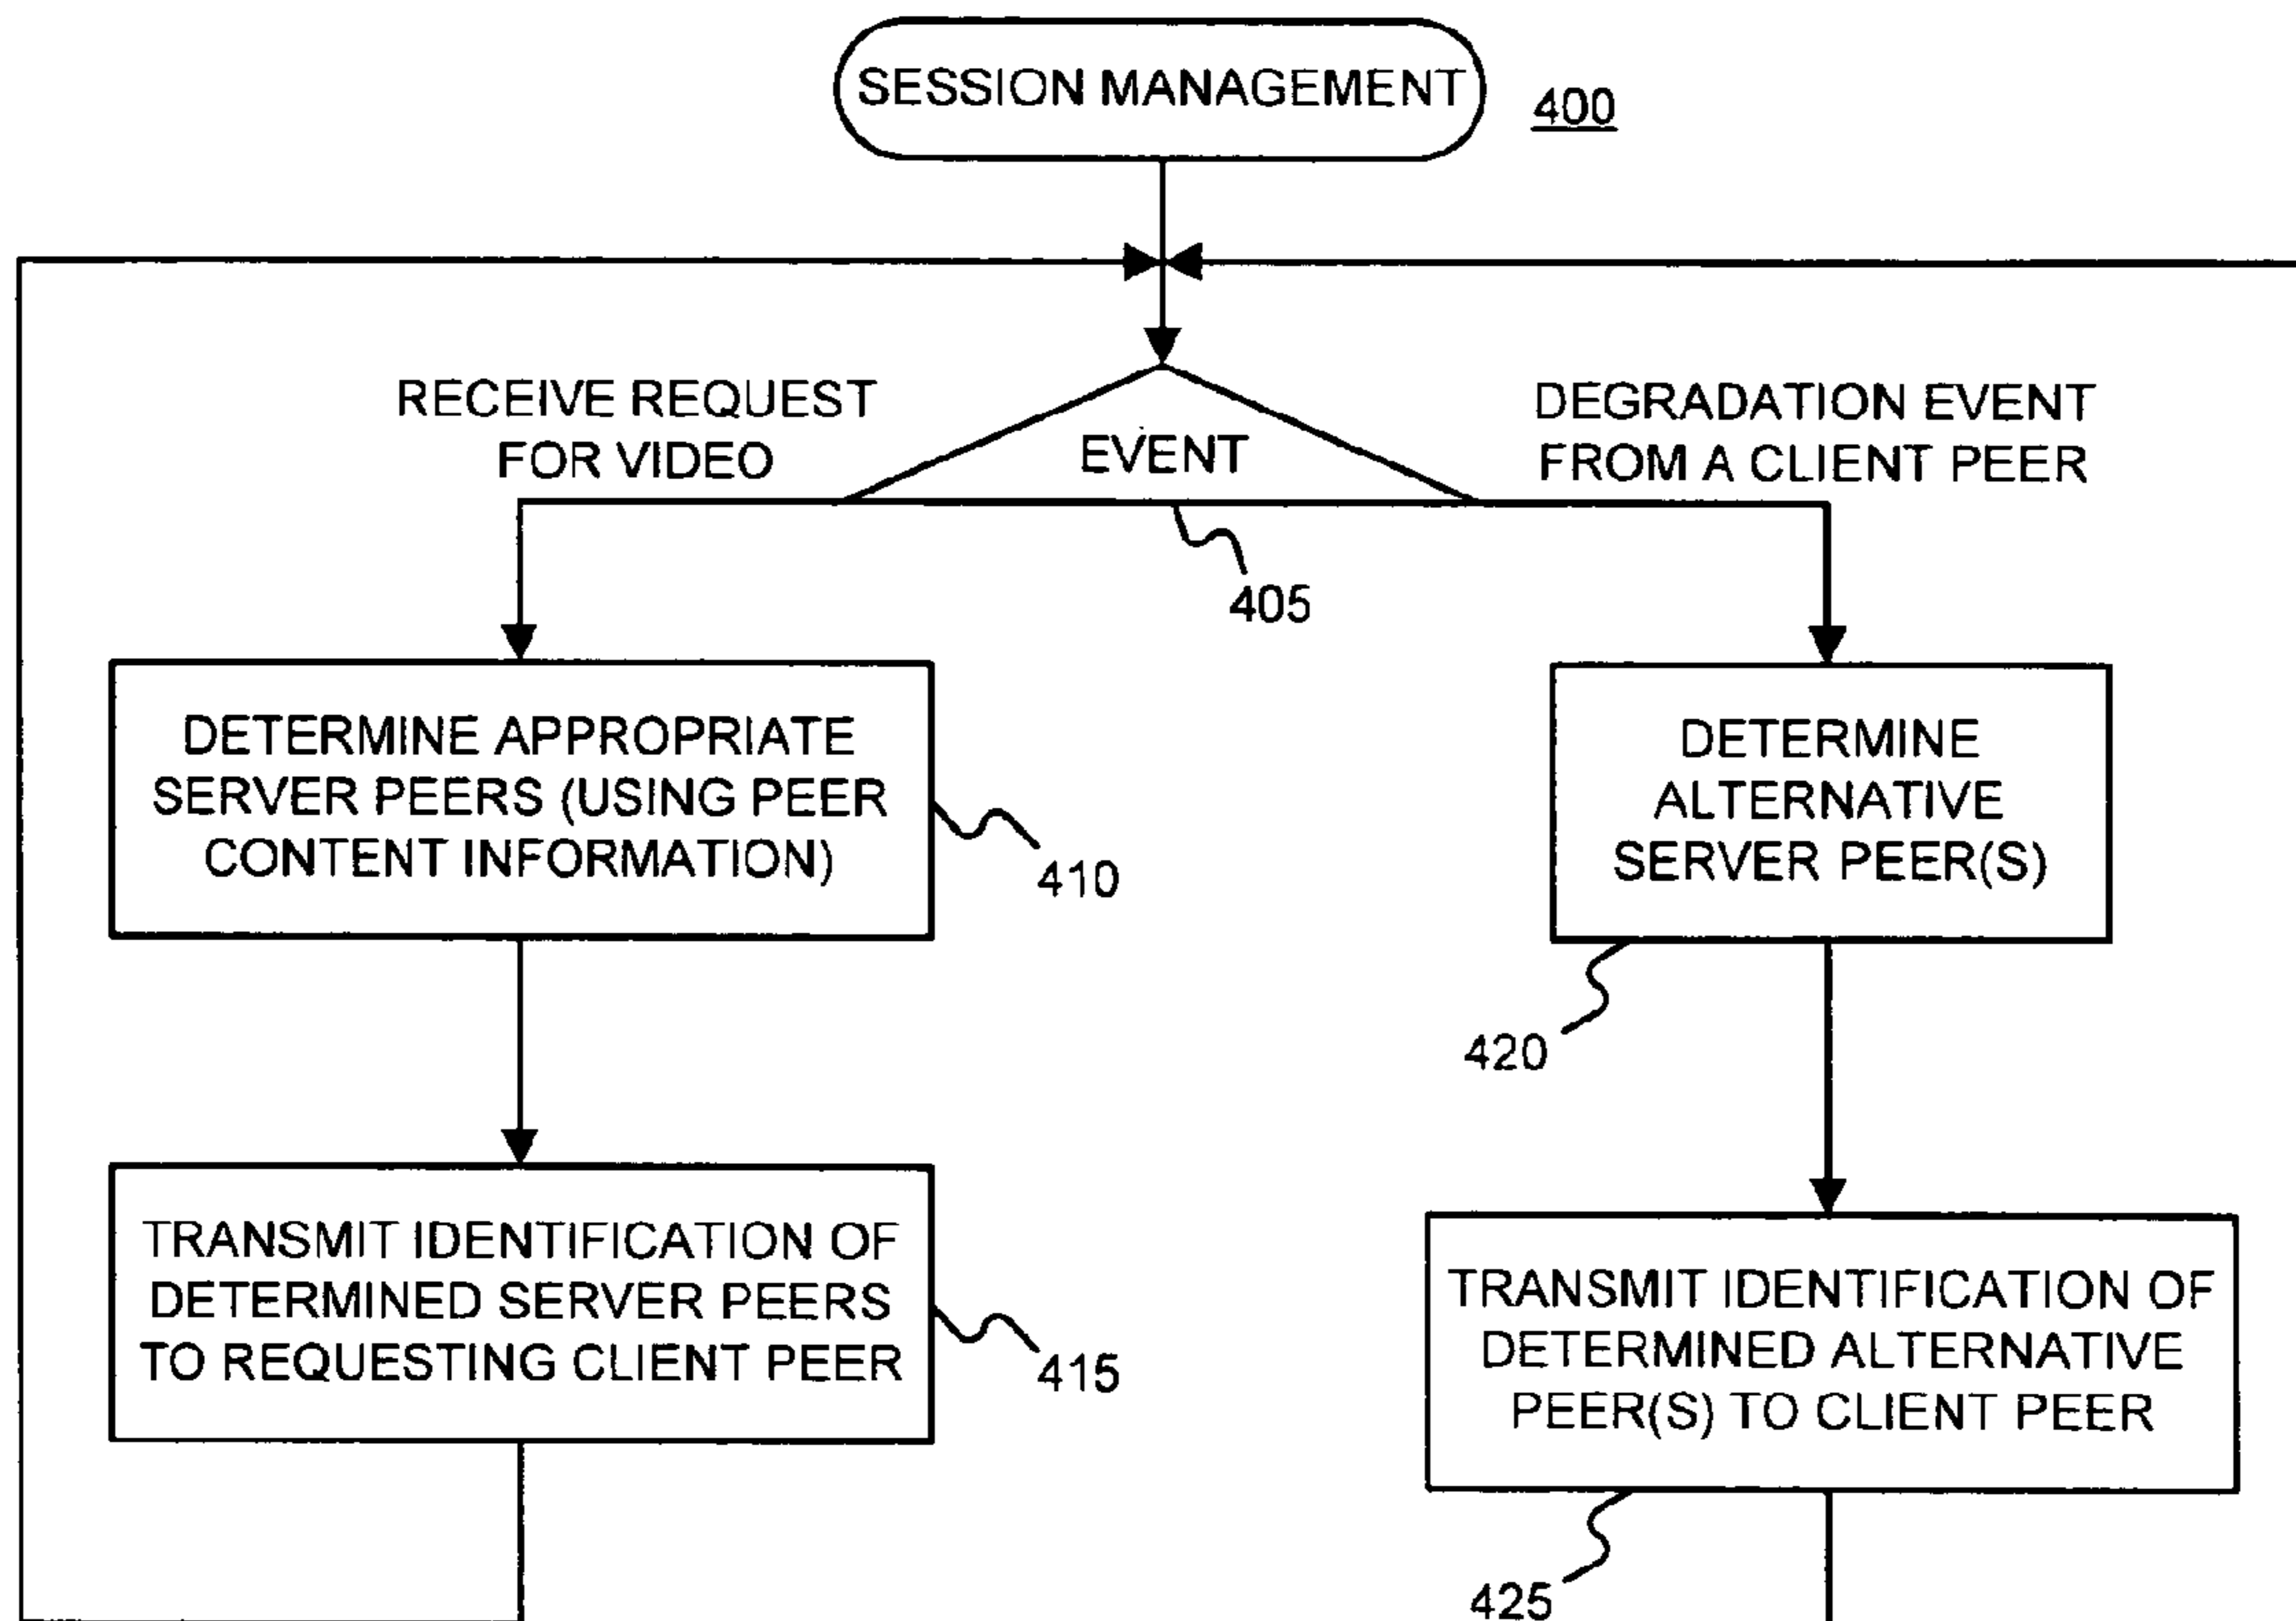 SESSION MANAGEMENT
400
RECEIVE REQUEST
FOR VIDEO
EVENT
DEGRADATION EVENT
FROM A CLIENT PEER
405
DETERMINE APPROPRIATE
SERVER PEERS (USING PEER
CONTENT INFORMATION)
410
DETERMINE
ALTERNATIVE
SERVER PEER(S)
420
TRANSMIT IDENTIFICATION OF
DETERMINED SERVER PEERS
TO REQUESTING CLIENT PEER
415
TRANSMIT IDENTIFICATION OF
DETERMINED ALTERNATIVE
PEER(S) TO CLIENT PEER
425